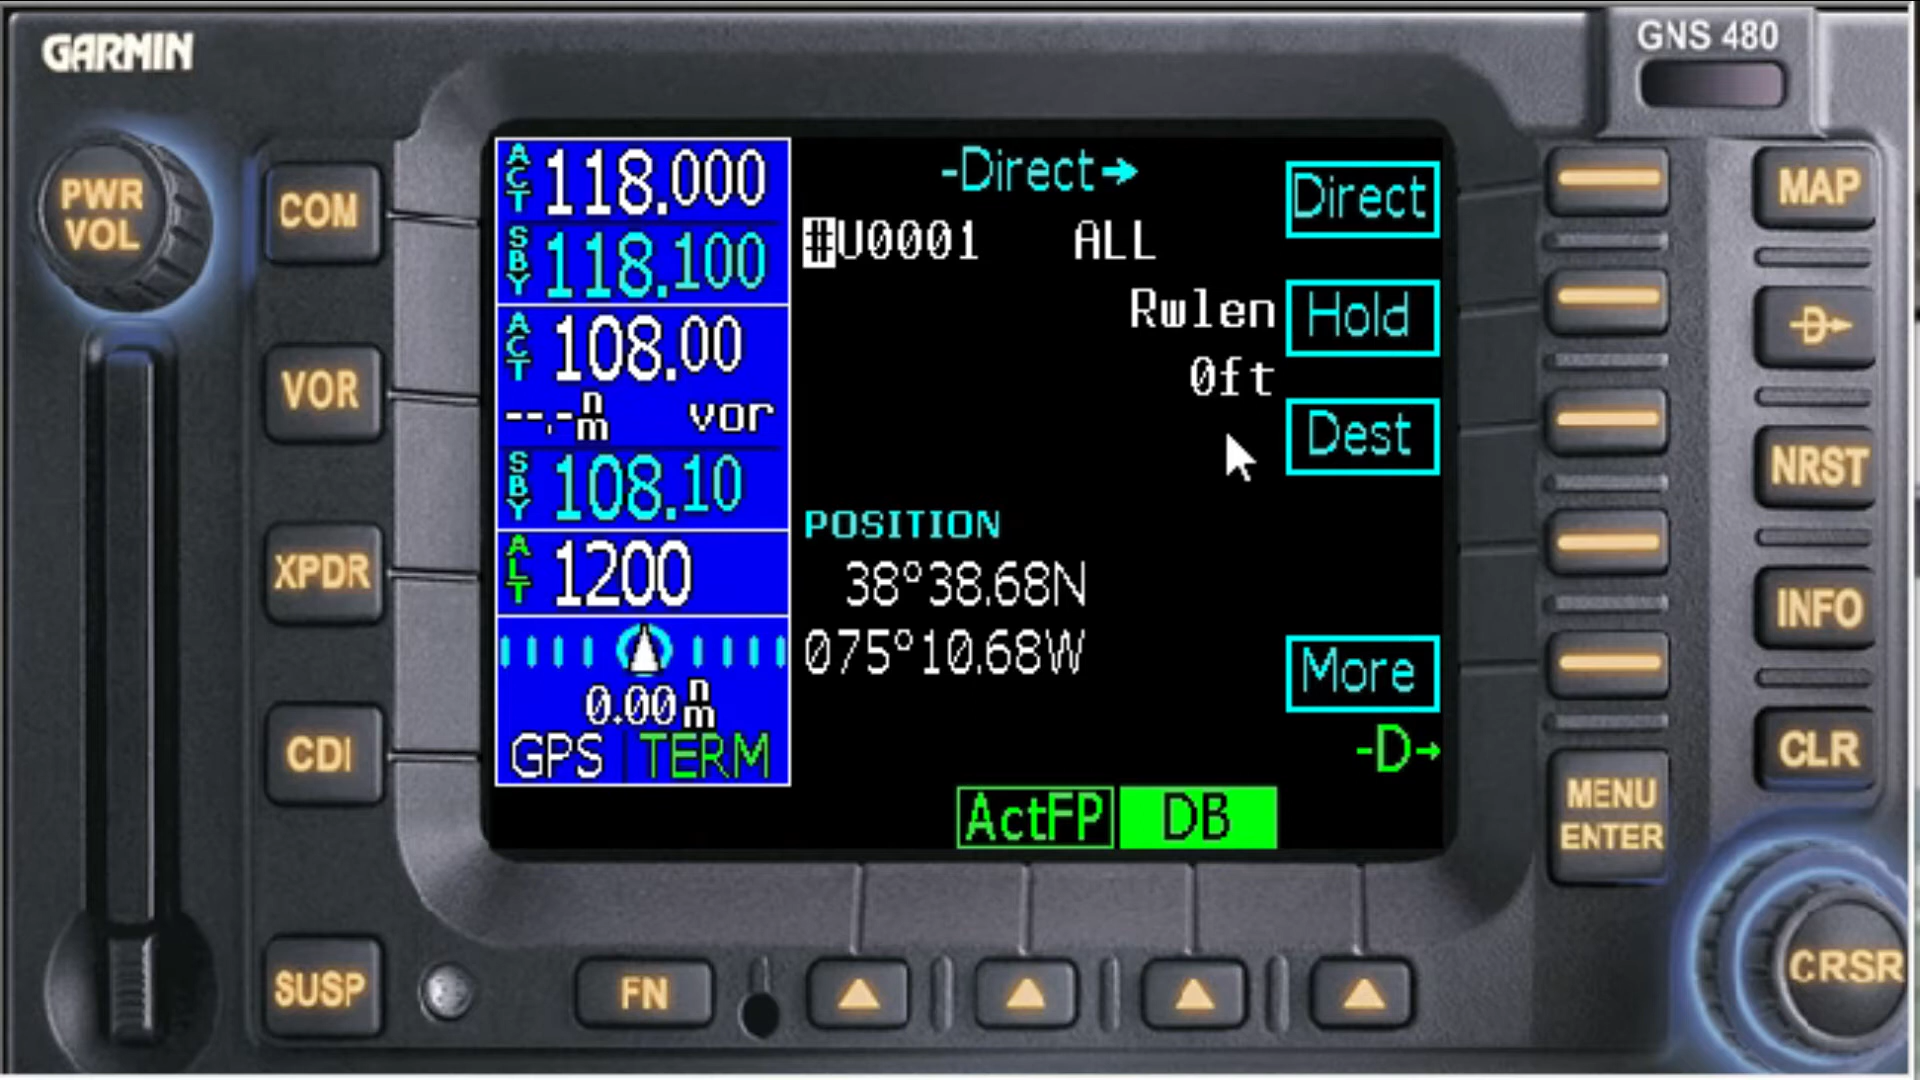 GARMIN
GNS 480
PWR
VOL
COM
VOR
XPDR
CDI
SUSP
ACT 118.000
SBY 118.100
ACT 108.00
--.-nm vor
SBY 108.10
ALT 1200
0.00 nm
GPS TERM
-Direct→
#U0001 ALL
Rwlen
0ft
POSITION
38°38.68N
075°10.68W
Direct
Hold
Dest
More
-D→
ActFP DB
MAP
-D→
NRST
INFO
CLR
MENU
ENTER
CRSR
FN